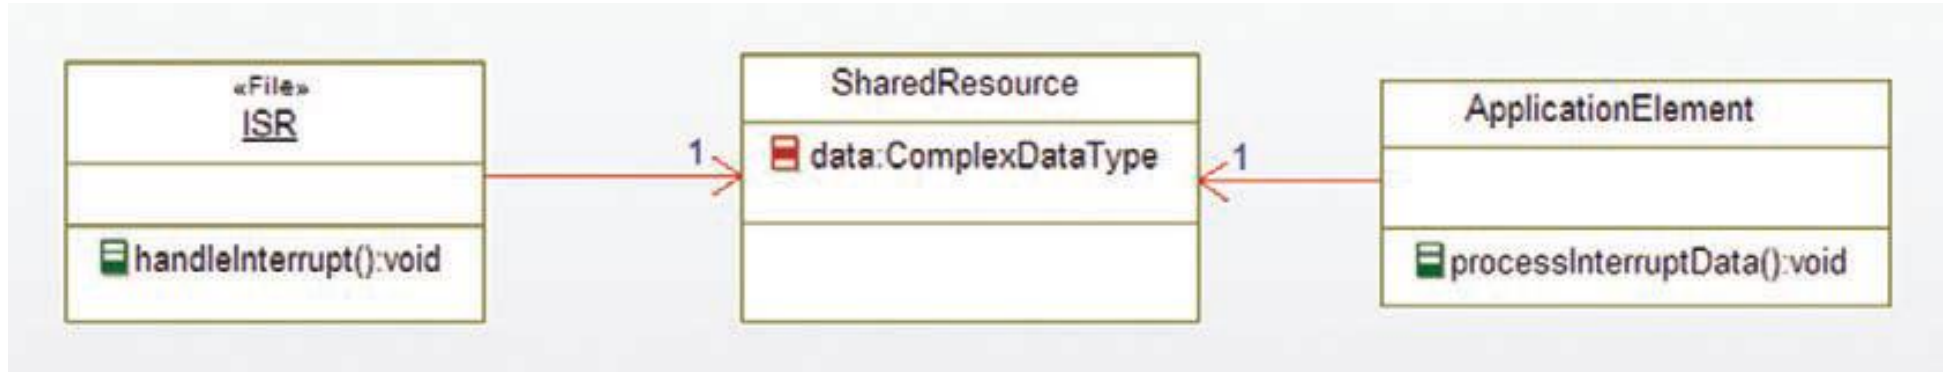 «File»
ISR
handleInterrupt():void
1
SharedResource
data:ComplexDataType
1
ApplicationElement
processInterruptData():void